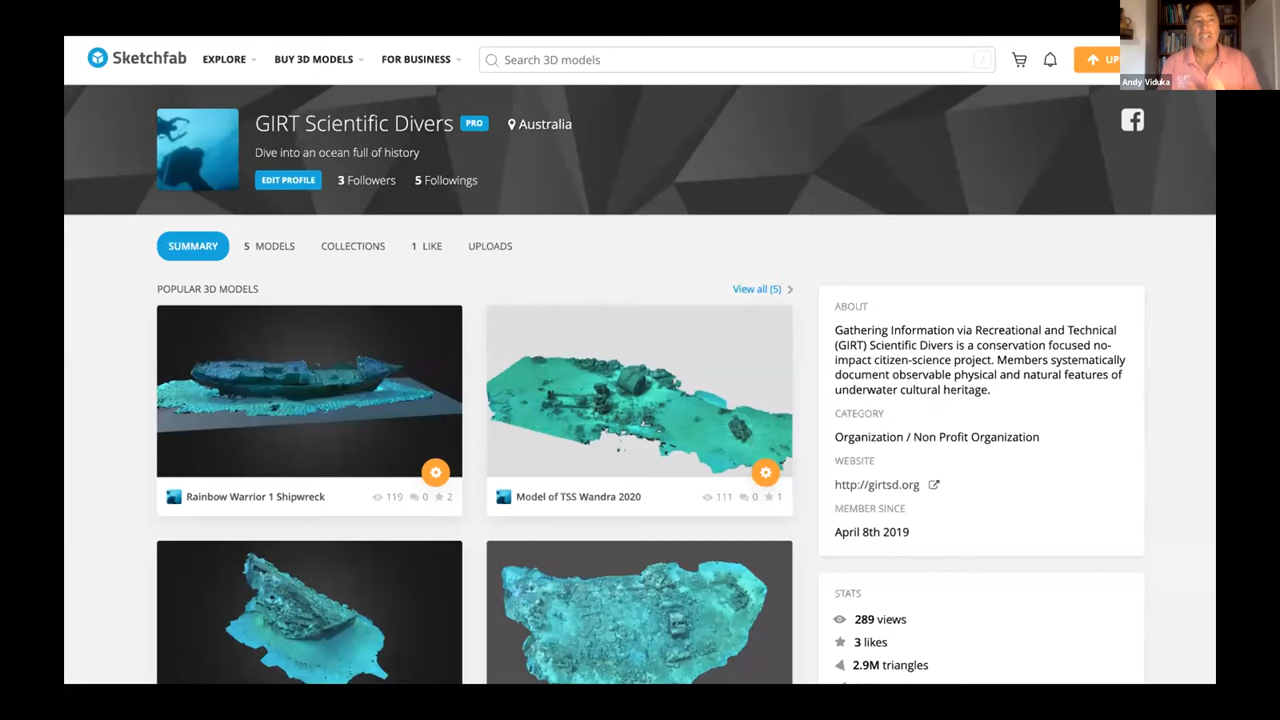 Sketchfab EXPLORE BUY 3D MODELS FOR BUSINESS Search 3D models / UP
Andy Viduka
GIRT Scientific Divers PRO Australia
Dive into an ocean full of history
EDIT PROFILE 3 Followers 5 Followings
SUMMARY 5 MODELS COLLECTIONS 1 LIKE UPLOADS
POPULAR 3D MODELS View all (5)
Rainbow Warrior 1 Shipwreck 119 0 2
Model of TSS Wandra 2020 111 0 1
ABOUT
Gathering Information via Recreational and Technical
(GIRT) Scientific Divers is a conservation focused no-
impact citizen-science project. Members systematically
document observable physical and natural features of
underwater cultural heritage.
CATEGORY
Organization / Non Profit Organization
WEBSITE
http://girtsd.org
MEMBER SINCE
April 8th 2019
STATS
289 views
3 likes
2.9M triangles